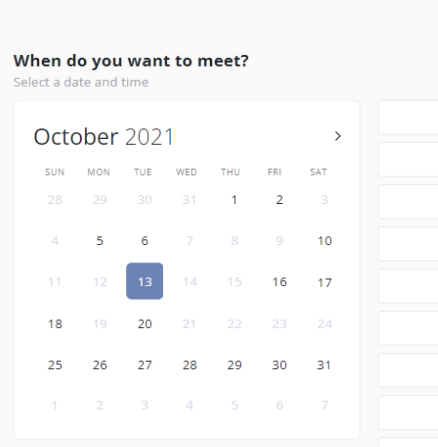 When do you want to meet?
Select a date and time
October 2021
SUN MON TUE WED THU FRI SAT
28 29 30 31 1 2 3
4 5 6 7 8 9 10
11 12 13 14 15 16 17
18 19 20 21 22 23 24
25 26 27 28 29 30 31
1 2 3 4 5 6 7